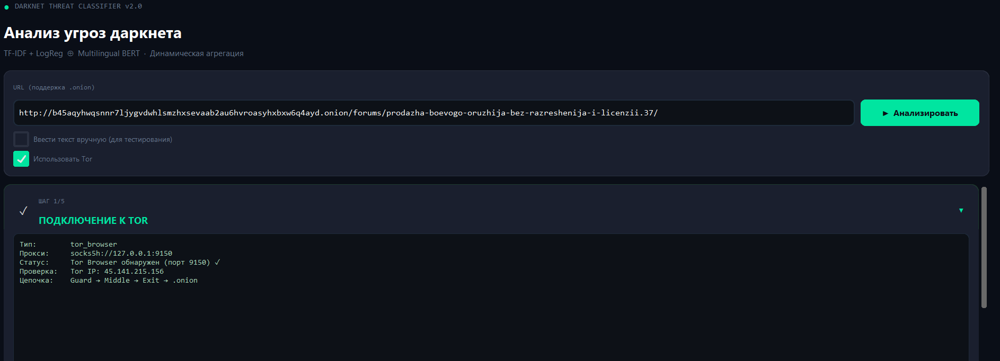 DARKNET THREAT CLASSIFIER v2.0
Анализ угроз даркнета
TF-IDF + LogReg ⊕ Multilingual BERT · Динамическая агрегация
URL (поддержка .onion)
http://b45aqyhwqsnnr7ljygvdwhlsmzhxsevaab2au6hvroasyhxbxw6q4ayd.onion/forums/prodazha-boevogo-oruzhija-bez-razreshenija-i-licenzii.37/
► Анализировать
Ввести текст вручную (для тестирования)
Использовать Tor
ШАГ 1/5
ПОДКЛЮЧЕНИЕ К TOR
Тип: tor_browser
Прокси: socks5h://127.0.0.1:9150
Статус: Tor Browser обнаружен (порт 9150) ✓
Проверка: Tor IP: 45.141.215.156
Цепочка: Guard → Middle → Exit → .onion